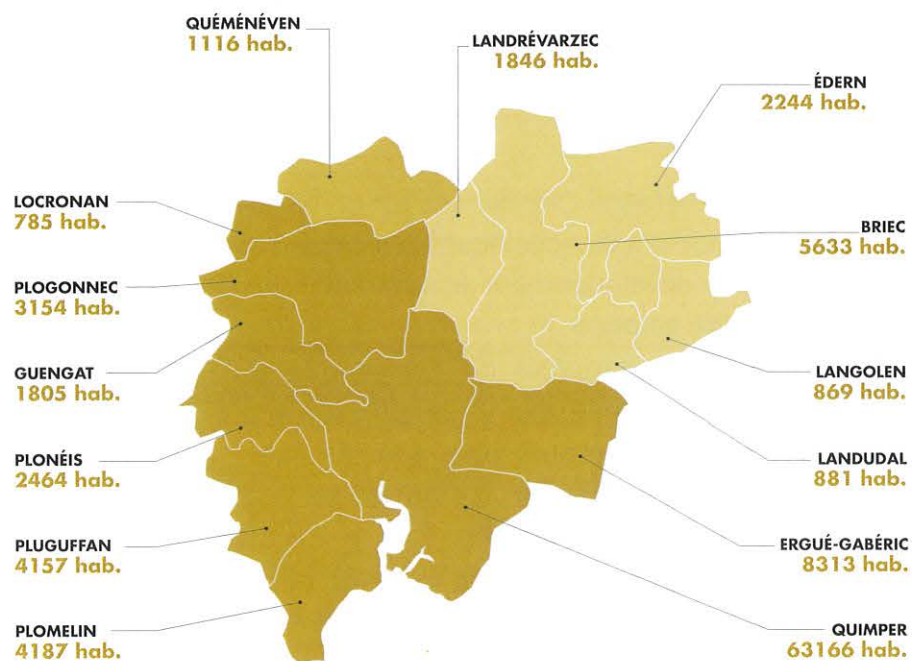 QUÉMÉNÉVEN
1116 hab.
LANDRÉVARZEC
1846 hab.
ÉDERN
2244 hab.
LOCRONAN
785 hab.
BRIEC
5633 hab.
PLOGONNEC
3154 hab.
GUENGAT
1805 hab.
LANGOLEN
869 hab.
PLONÉIS
2464 hab.
LANDUDAL
881 hab.
PLUGUFFAN
4157 hab.
ERGUÉ-GABÉRIC
8313 hab.
PLOMELIN
4187 hab.
QUIMPER
63166 hab.